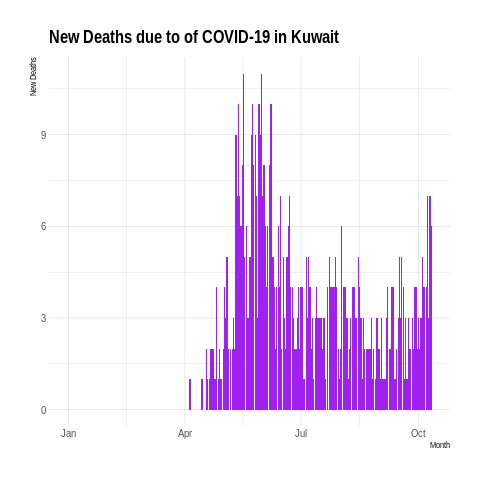 New Deaths due to of COVID-19 in Kuwait
New Deaths
9
6
3
0
Jan Apr Jul Oct
Month